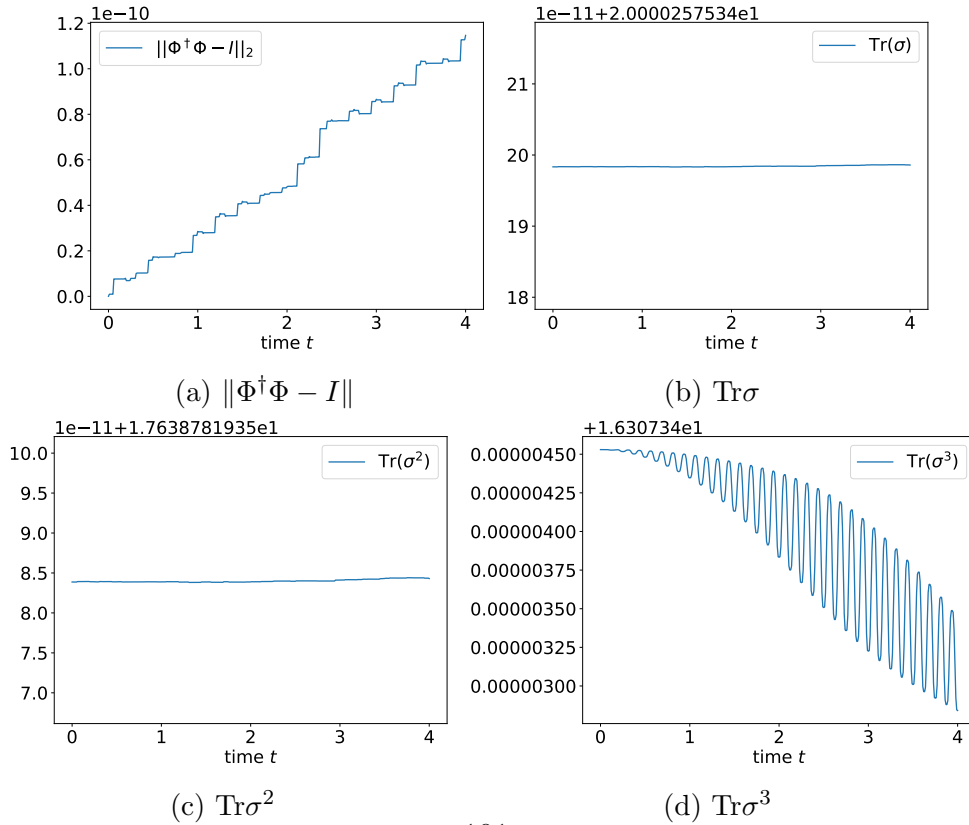 1e−10
||Φ†Φ − I||₂
1.2
1.0
0.8
0.6
0.4
0.2
0.0
0 1 2 3 4
time t
(a) ‖Φ†Φ − I‖
1e−11+2.0000257534e1
Tr(σ)
21
20
19
18
0 1 2 3 4
time t
(b) Trσ
1e−11+1.7638781935e1
Tr(σ²)
10.0
9.5
9.0
8.5
8.0
7.5
7.0
0 1 2 3 4
time t
(c) Trσ²
+1.630734e1
Tr(σ³)
0.00000450
0.00000425
0.00000400
0.00000375
0.00000350
0.00000325
0.00000300
0 1 2 3 4
time t
(d) Trσ³